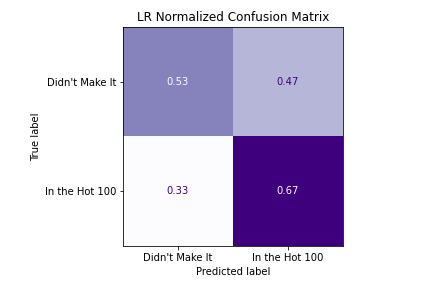 LR Normalized Confusion Matrix
Didn't Make It
0.53
0.47
True label
In the Hot 100
0.33
0.67
Didn't Make It
In the Hot 100
Predicted label